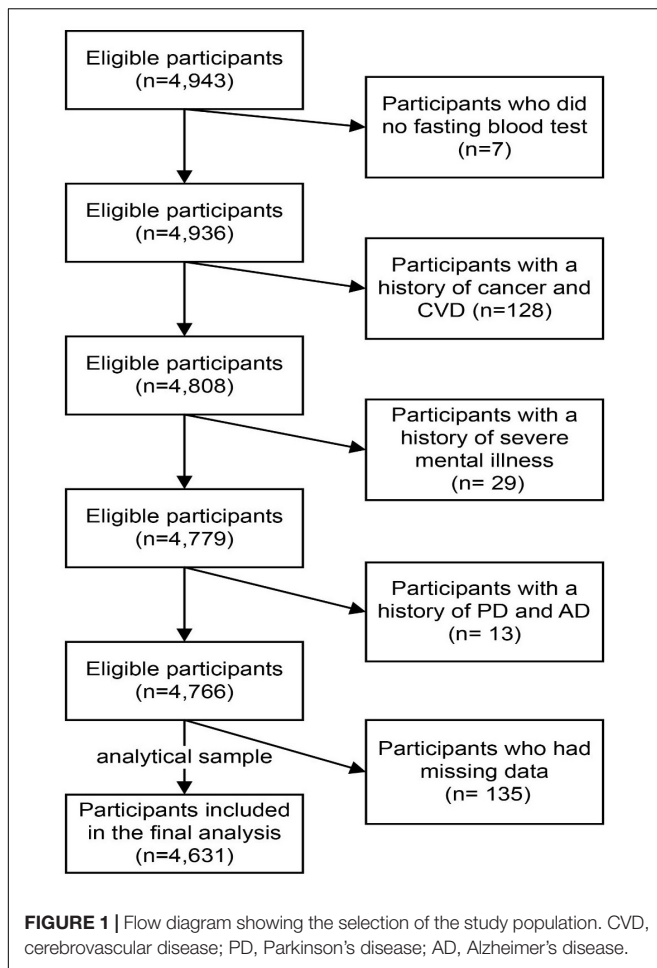 Eligible participants
(n=4,943)
Participants who did
no fasting blood test
(n=7)
Eligible participants
(n=4,936)
Participants with a
history of cancer and
CVD (n=128)
Eligible participants
(n=4,808)
Participants with a
history of severe
mental illness
(n= 29)
Eligible participants
(n=4,779)
Participants with a
history of PD and AD
(n= 13)
Eligible participants
(n=4,766)
analytical sample
Participants who had
missing data
(n= 135)
Participants included
in the final analysis
(n=4,631)
FIGURE 1 | Flow diagram showing the selection of the study population. CVD,
cerebrovascular disease; PD, Parkinson's disease; AD, Alzheimer's disease.